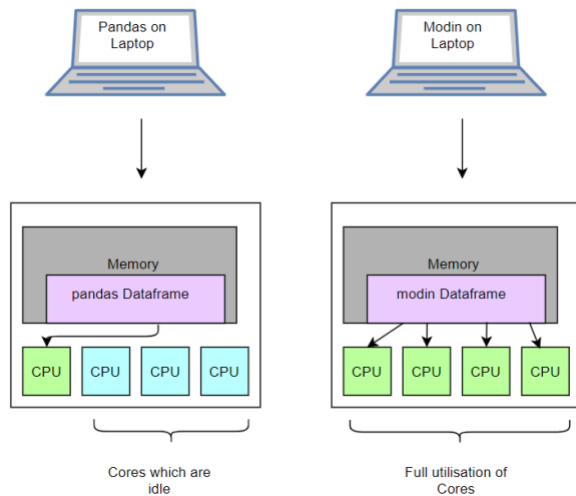 Pandas on
Laptop
Modin on
Laptop
Memory
pandas Dataframe
CPU
CPU
CPU
CPU
Cores which are
idle
Memory
modin Dataframe
CPU
CPU
CPU
CPU
Full utilisation of
Cores